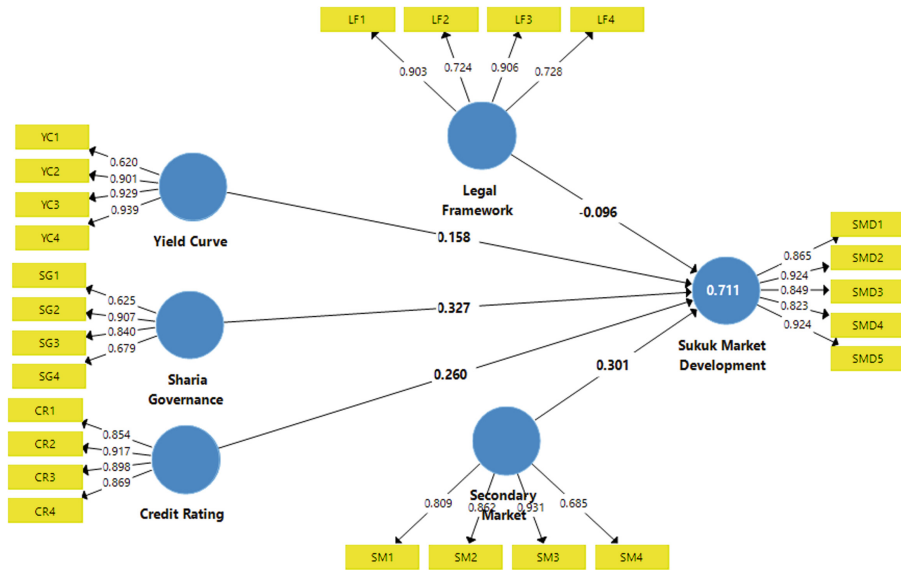 LF1 LF2 LF3 LF4
0.903 0.724 0.906 0.728
Legal
Framework
YC1
YC2
YC3
YC4
0.620
0.901
0.929
0.939
Yield Curve
-0.096
0.158
SG1
SG2
SG3
SG4
0.625
0.907
0.840
0.679
Sharia
Governance
0.327
0.711
Sukuk Market
Development
0.865
0.924
0.849
0.823
0.924
SMD1
SMD2
SMD3
SMD4
SMD5
CR1
CR2
CR3
CR4
0.854
0.917
0.898
0.869
Credit Rating
0.260
0.301
Secondary
Market
0.809 0.862 0.931 0.685
SM1 SM2 SM3 SM4